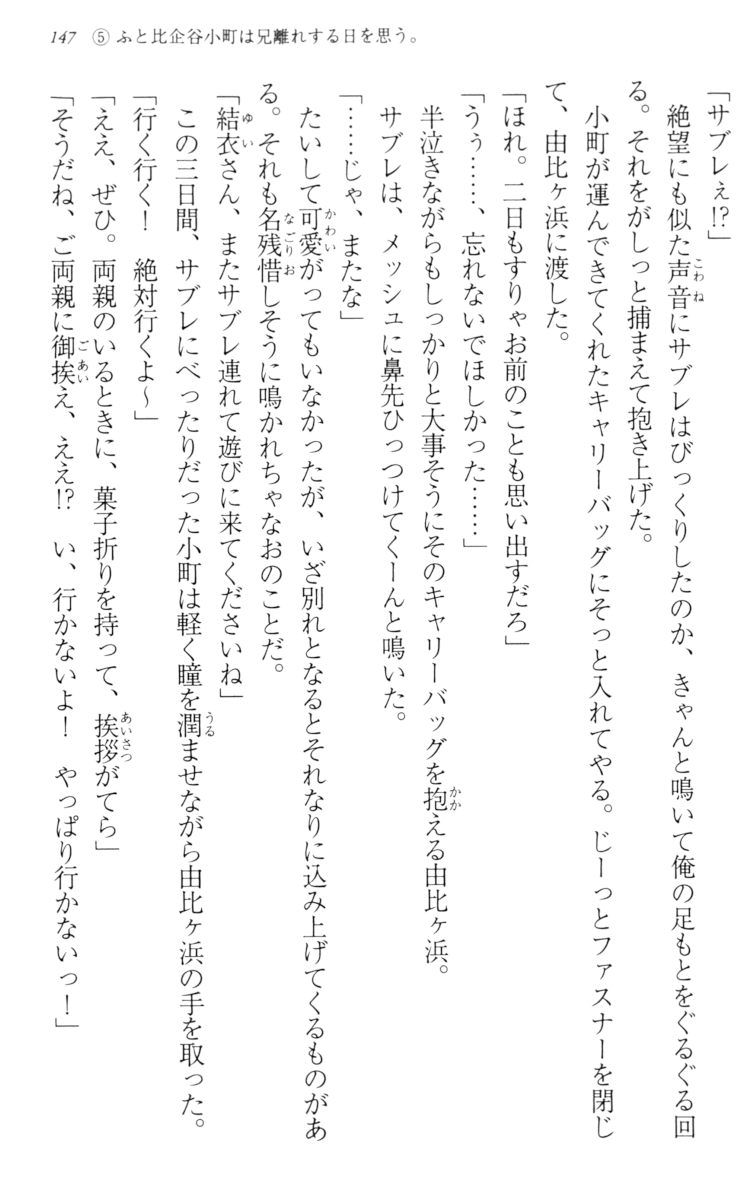 147 ⑤ ふと比企谷小町は兄離れする日を思う。
「サブレぇ!?」
　絶望にも似た声音にサブレはびっくりしたのか、きゃんと鳴いて俺の足もとをぐるぐる回
る。それをがしっと捕まえて抱き上げた。
　小町が運んできてくれたキャリーバッグにそっと入れてやる。じーっとファスナーを閉じ
て、由比ヶ浜に渡した。
「ほれ。二日もすりゃお前のことも思い出すだろ」
「うぅ……、忘れないでほしかった……」
　半泣きながらもしっかりと大事そうにそのキャリーバッグを抱える由比ヶ浜。
　サブレは、メッシュに鼻先ひっつけてくーんと鳴いた。
「……じゃ、またな」
　たいして可愛がってもいなかったが、いざ別れとなるとそれなりに込み上げてくるものがあ
る。それも名残惜しそうに鳴かれちゃなおのことだ。
「結衣さん、またサブレ連れて遊びに来てくださいね」
　この三日間、サブレにべったりだった小町は軽く瞳を潤ませながら由比ヶ浜の手を取った。
「行く行く！　絶対行くよ～」
「ええ、ぜひ。両親のいるときに、菓子折りを持って、挨拶がてら」
「そうだね、ご両親に御挨え、ええ!?　い、行かないよ！　やっぱり行かないっ！」